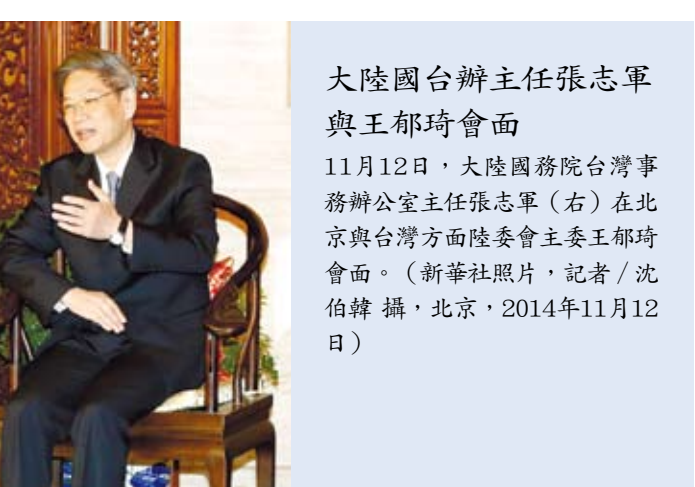 大陸國台辦主任張志軍
與王郁琦會面
11月12日，大陸國務院台灣事
務辦公室主任張志軍（右）在北
京與台灣方面陸委會主委王郁琦
會面。（新華社照片，記者／沈
伯韓 攝，北京，2014年11月12
日）